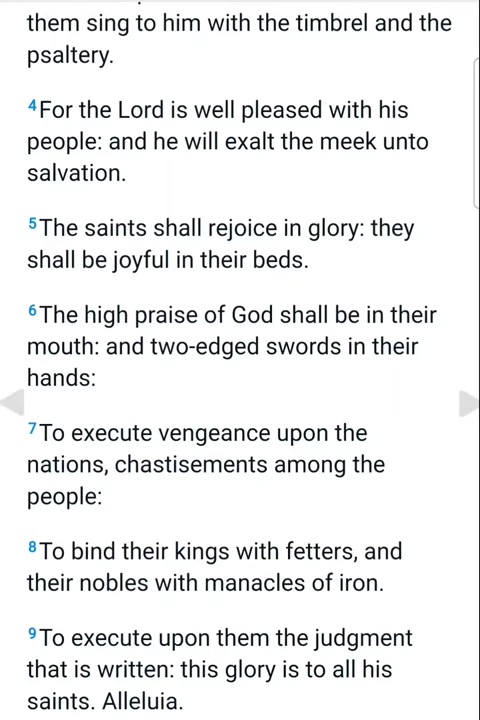 them sing to him with the timbrel and the
psaltery.
4For the Lord is well pleased with his
people: and he will exalt the meek unto
salvation.
5The saints shall rejoice in glory: they
shall be joyful in their beds.
6The high praise of God shall be in their
mouth: and two-edged swords in their
hands:
7To execute vengeance upon the
nations, chastisements among the
people:
8To bind their kings with fetters, and
their nobles with manacles of iron.
9To execute upon them the judgment
that is written: this glory is to all his
saints. Alleluia.